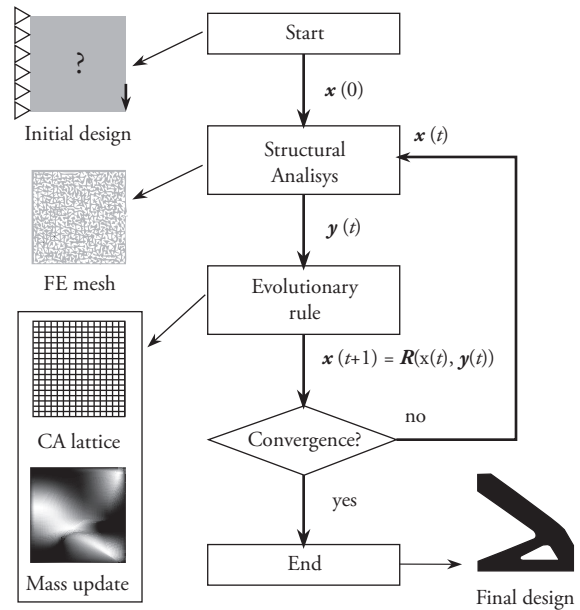 Start
?
x (0)
Initial design
x (t)
Structural
Analisys
y (t)
FE mesh
Evolutionary
rule
x (t+1) = R(x(t), y(t))
CA lattice
Convergence?
no
yes
End
Mass update
Final design